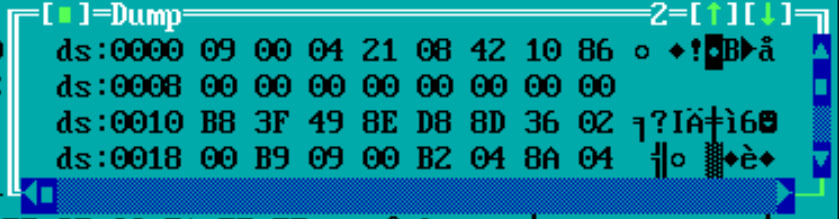 [■]=Dump 2=[↑][↓]
ds:0000 09 00 04 21 08 42 10 86 ○ ♦!◘B►å
ds:0008 00 00 00 00 00 00 00 00
ds:0010 B8 3F 49 8E D8 8D 36 02 ╕?IÄ╪ì6☻
ds:0018 00 B9 09 00 B2 04 8A 04 ╣○ ▓♦è♦